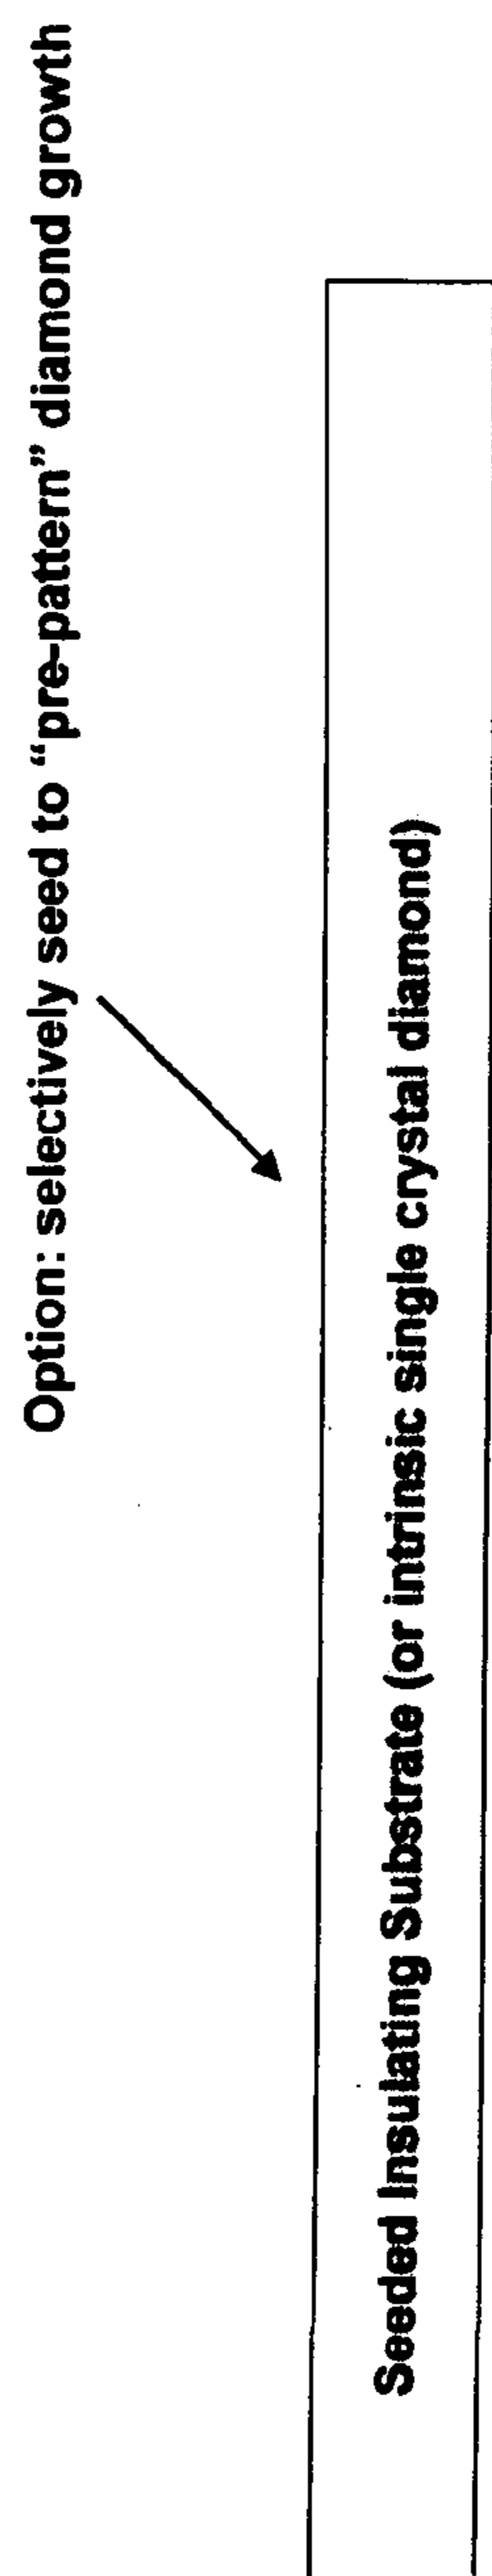 Option: selectively seed to “pre-pattern” diamond growth
Seeded Insulating Substrate (or intrinsic single crystal diamond)